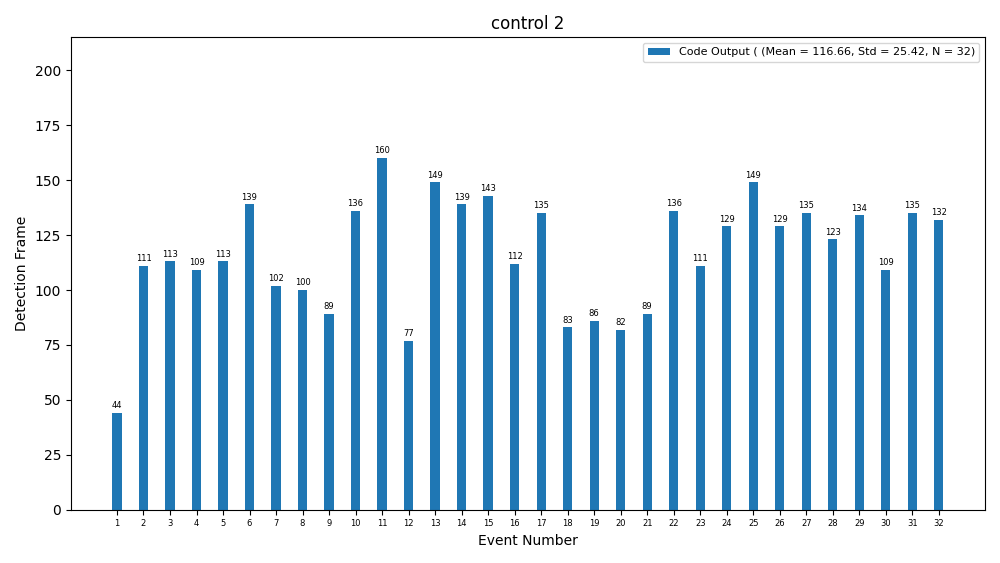 control 2
Code Output ( (Mean = 116.66, Std = 25.42, N = 32)
200
175
150
125
100
75
50
25
0
Detection Frame
44 111 113 109 113 139 102 100 89 136 160 77 149 139 143 112 135 83 86 82 89 136 111 129 149 129 135 123 134 109 135 132
1 2 3 4 5 6 7 8 9 10 11 12 13 14 15 16 17 18 19 20 21 22 23 24 25 26 27 28 29 30 31 32
Event Number